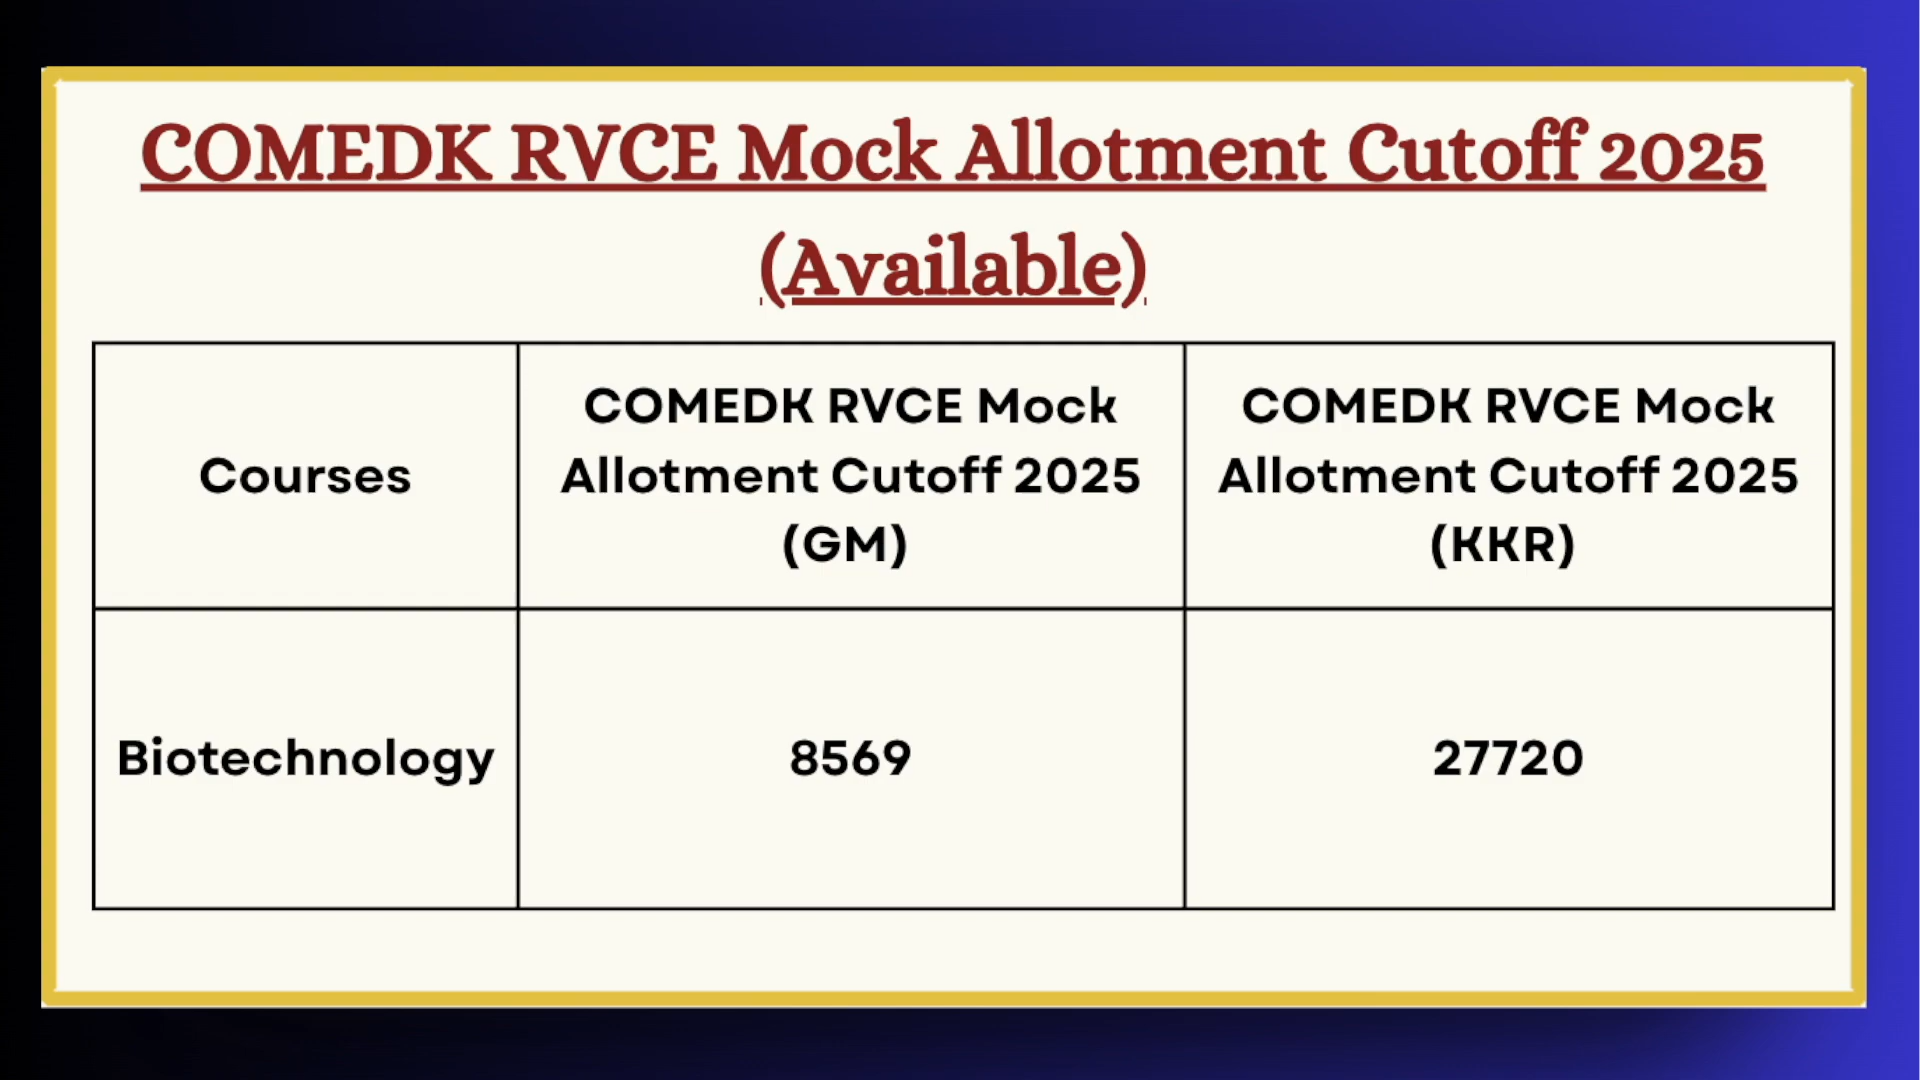 COMEDK RVCE Mock Allotment Cutoff 2025
(Available)
Courses
COMEDK RVCE Mock
Allotment Cutoff 2025
(GM)
COMEDK RVCE Mock
Allotment Cutoff 2025
(KKR)
Biotechnology
8569
27720